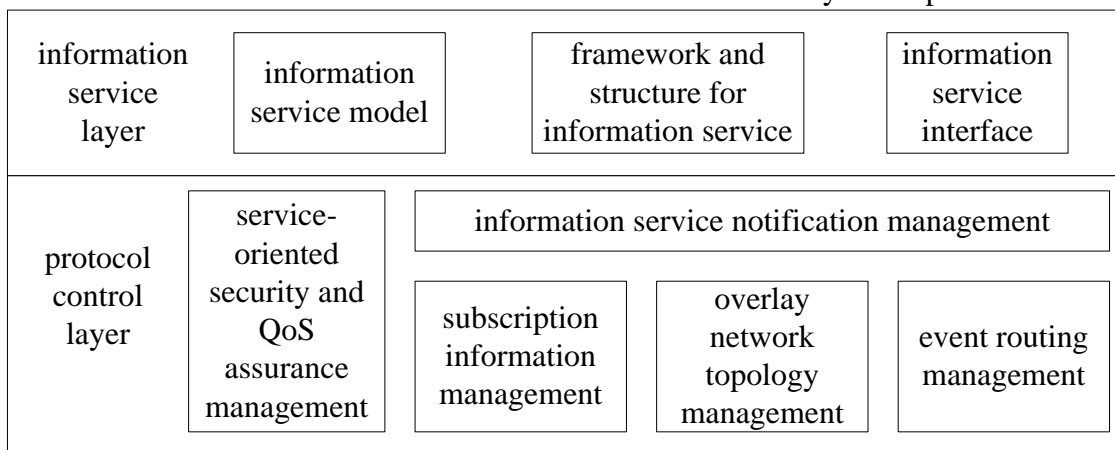 information
service
layer
information
service model
framework and
structure for
information service
information
service
interface
protocol
control
layer
service-
oriented
security and
QoS
assurance
management
information service notification management
subscription
information
management
overlay
network
topology
management
event routing
management